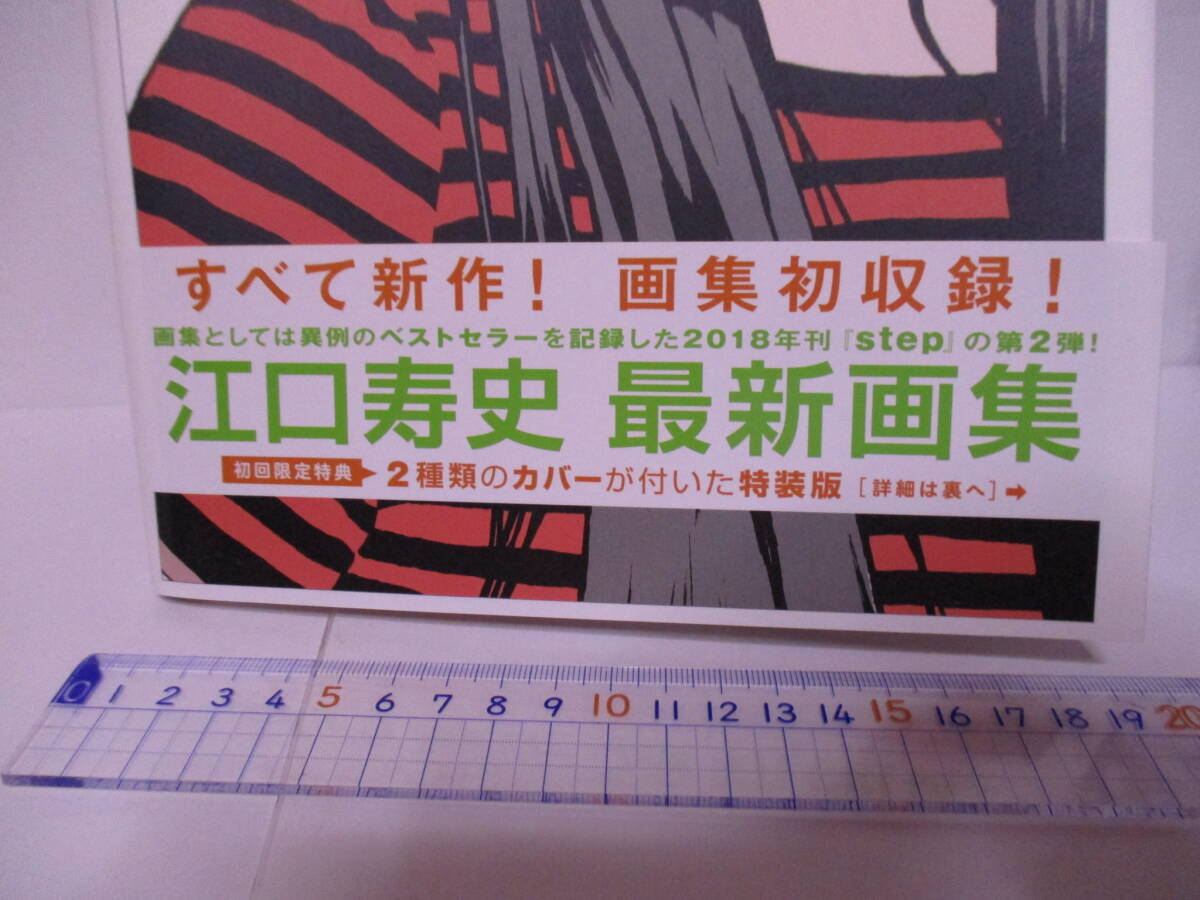 すべて新作！ 画集初収録！
画集としては異例のベストセラーを記録した2018年刊『step』の第2弾！
江口寿史 最新画集
初回限定特典 2種類のカバーが付いた特装版 [詳細は裏へ]➡
0 1 2 3 4 5 6 7 8 9 10 11 12 13 14 15 16 17 18 19 20